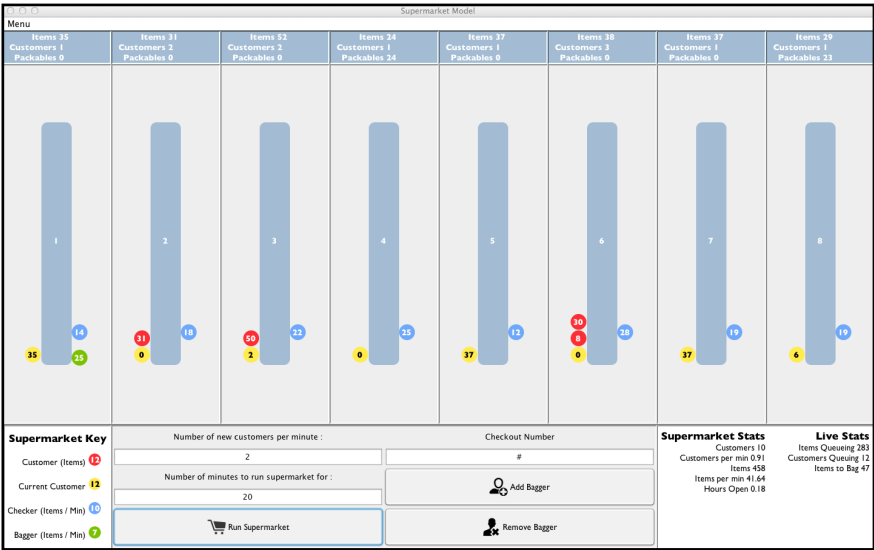 Supermarket Model
Menu
Items 35
Customers 1
Packables 0
Items 31
Customers 2
Packables 0
Items 52
Customers 2
Packables 0
Items 24
Customers 1
Packables 24
Items 37
Customers 1
Packables 0
Items 38
Customers 3
Packables 0
Items 37
Customers 1
Packables 0
Items 29
Customers 1
Packables 23
1
2
3
4
5
6
7
8
14
35
25
31
18
0
50
22
2
25
0
12
37
30
8
28
0
19
37
19
6
Supermarket Key
Customer (Items) 12
Current Customer 12
Checker (Items / Min) 10
Bagger (Items / Min) 7
Number of new customers per minute :
2
Number of minutes to run supermarket for :
20
Run Supermarket
Checkout Number
#
Add Bagger
Remove Bagger
Supermarket Stats
Customers 10
Customers per min 0.91
Items 458
Items per min 41.64
Hours Open 0.18
Live Stats
Items Queueing 283
Customers Queuing 12
Items to Bag 47